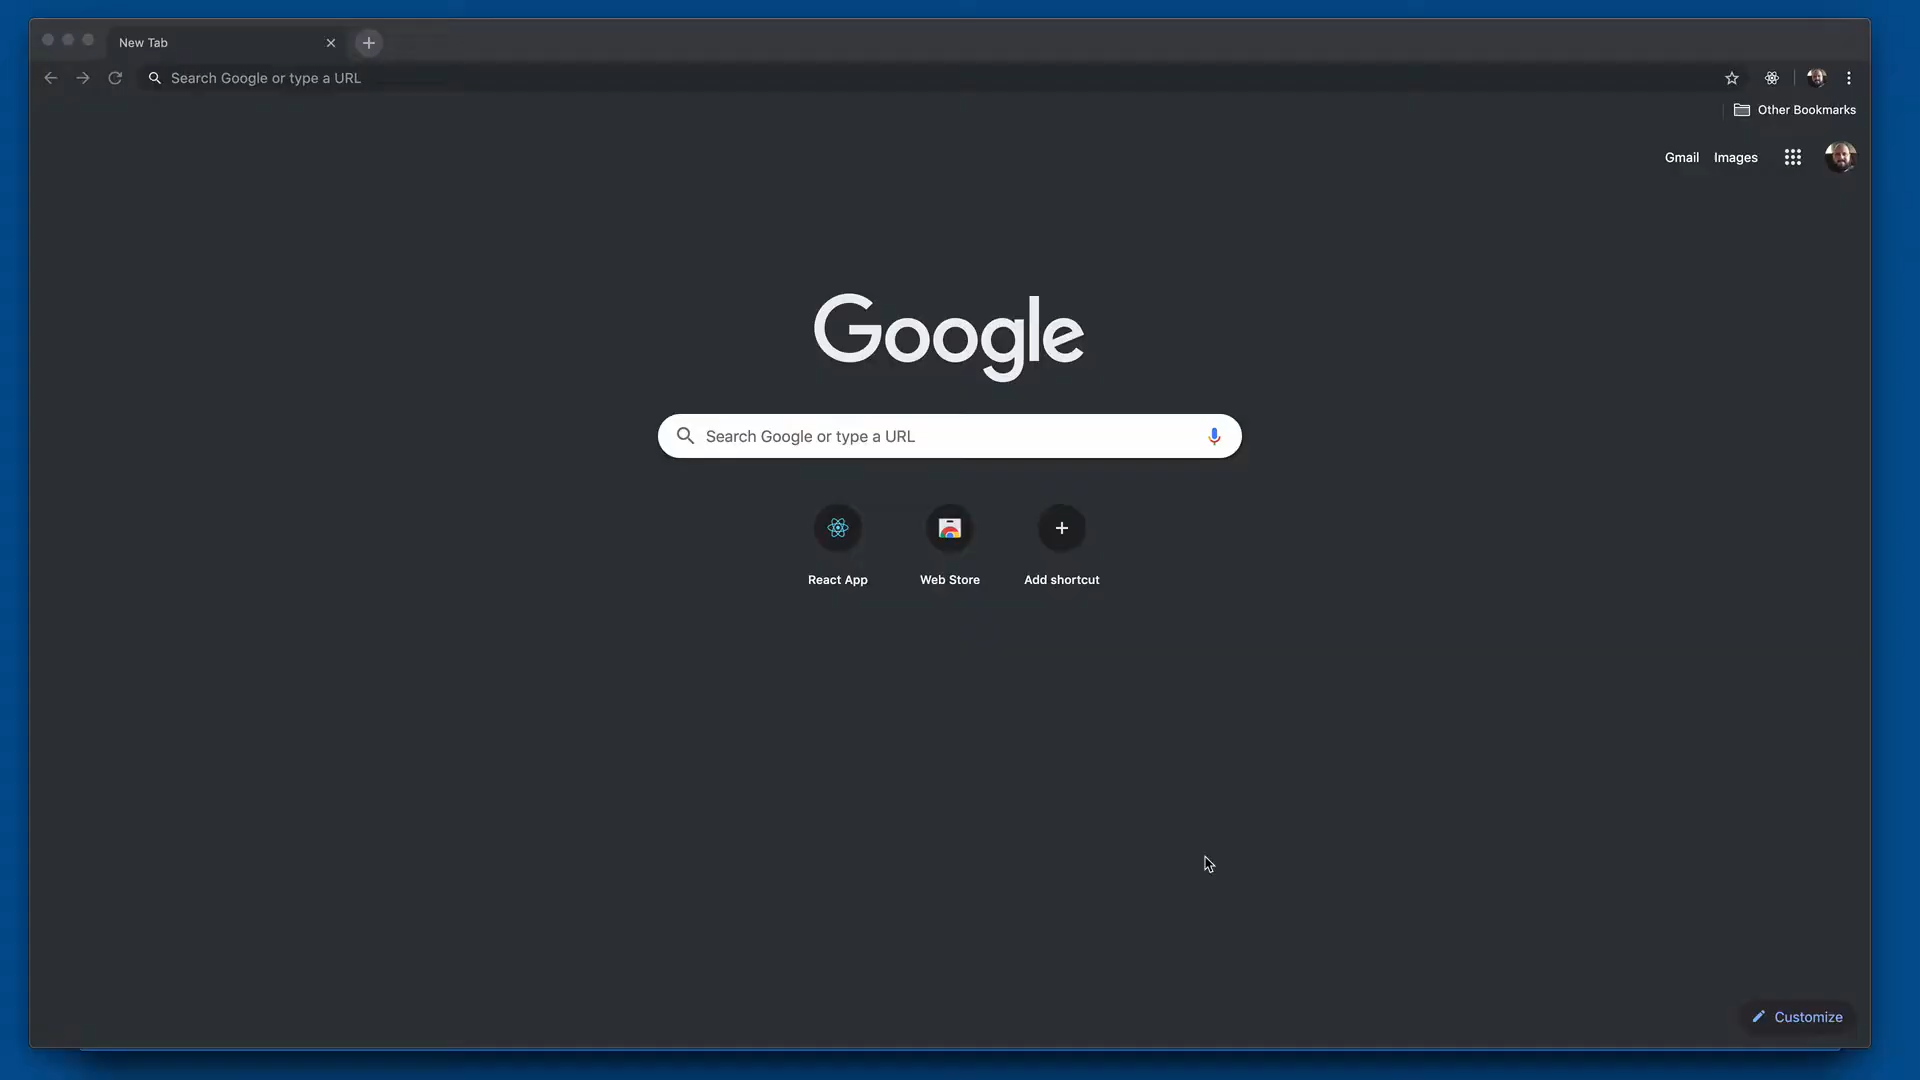 New Tab
Search Google or type a URL
Other Bookmarks
Gmail Images
Google
Search Google or type a URL
React App Web Store Add shortcut
Customize